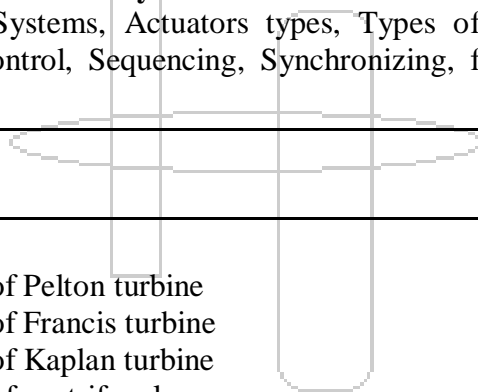 Systems, Actuators types, Types of
ontrol, Sequencing, Synchronizing, f
of Pelton turbine
of Francis turbine
of Kaplan turbine